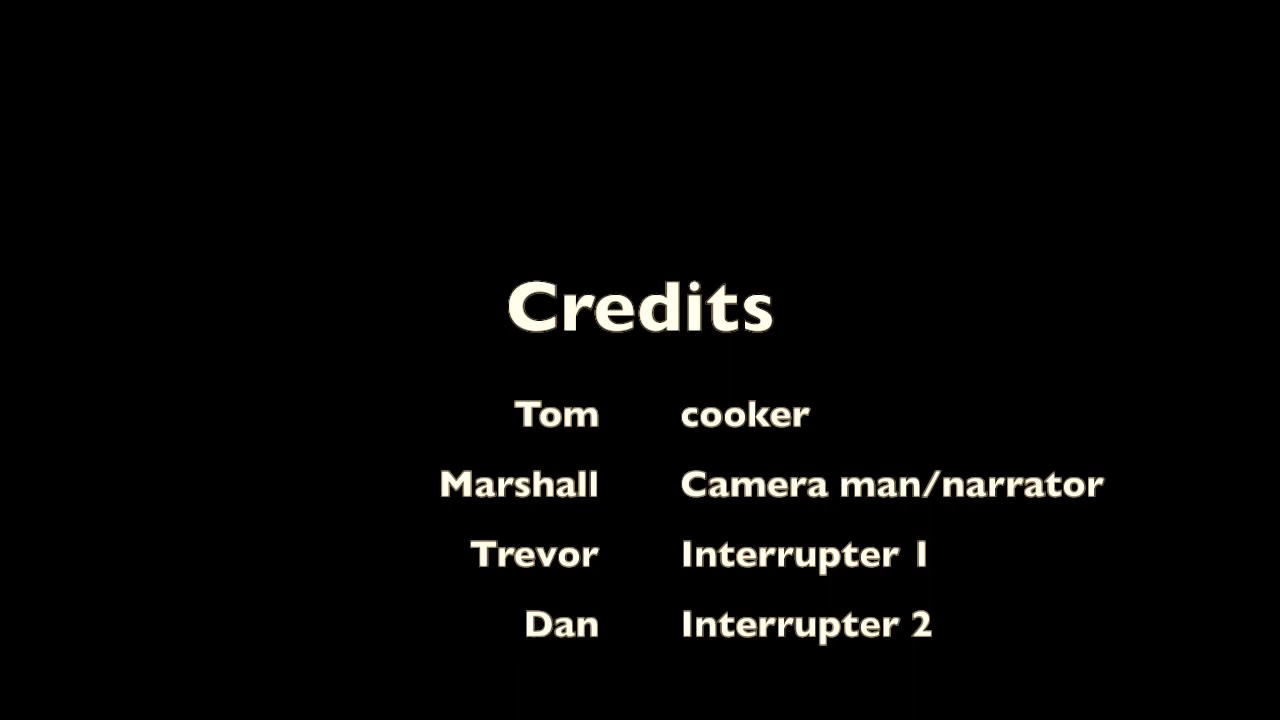 Credits
Tom cooker
Marshall Camera man/narrator
Trevor Interrupter 1
Dan Interrupter 2